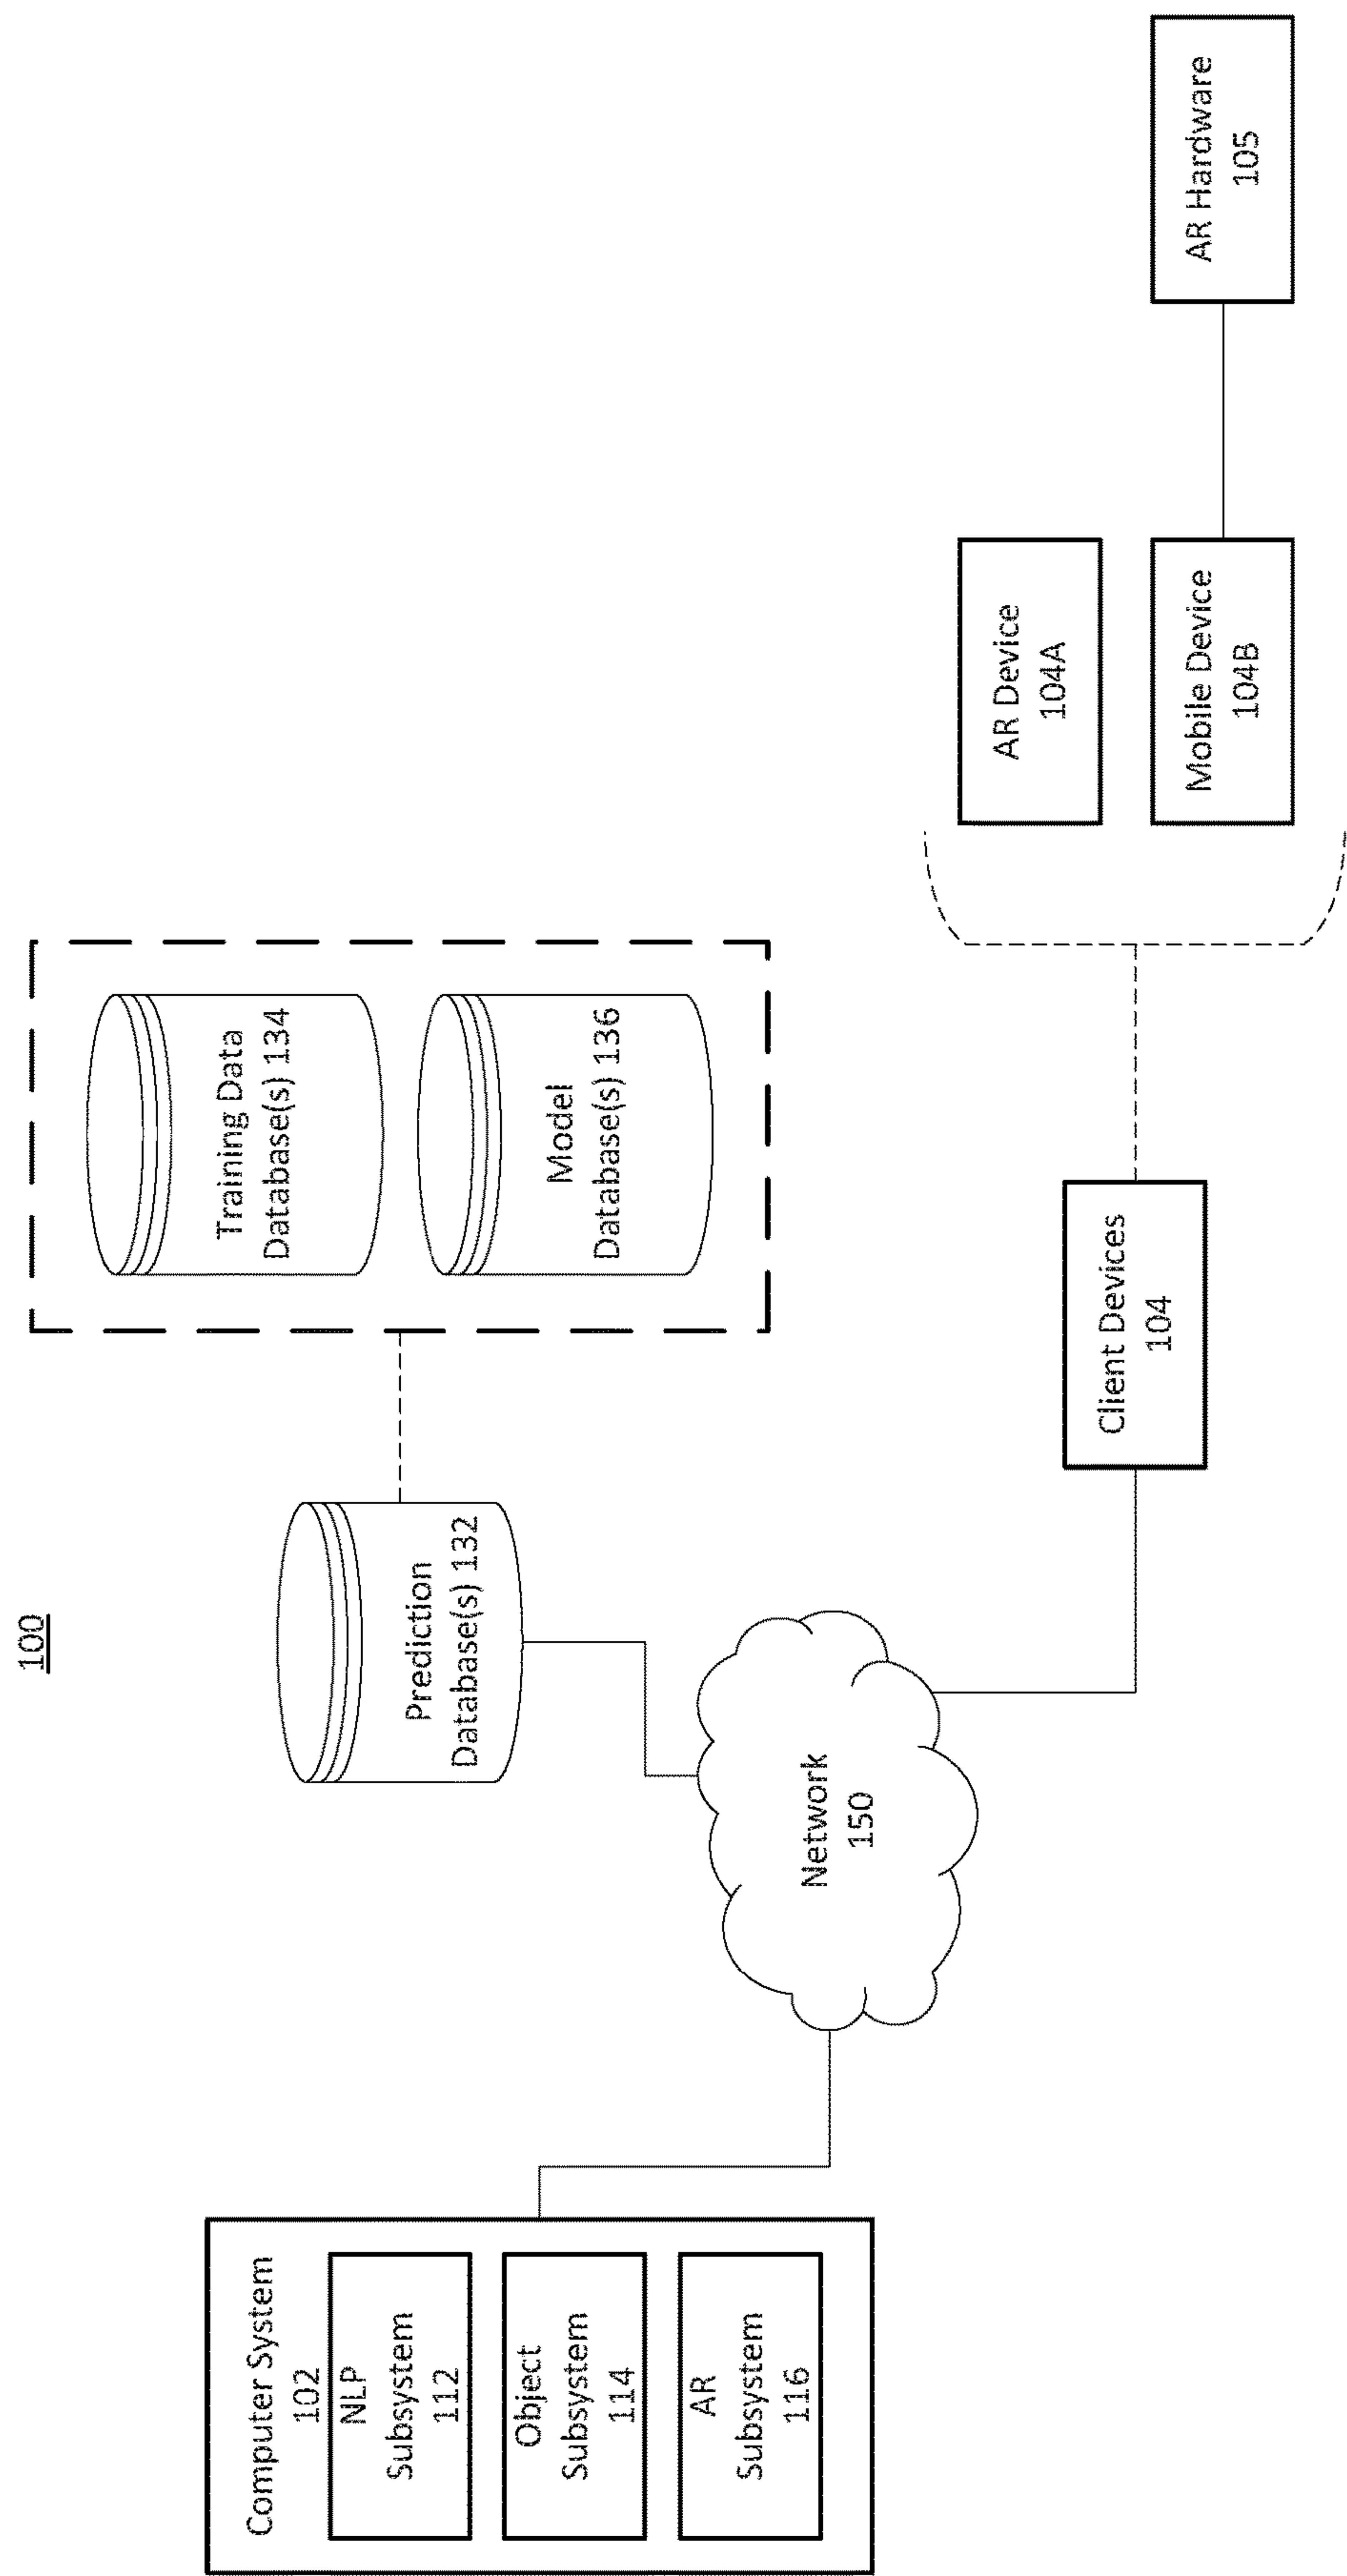 100
Computer System
102
NLP
Subsystem
112
Object
Subsystem
114
AR
Subsystem
116
Prediction
Database(s) 132
Training Data
Database(s) 134
Model
Database(s) 136
Network
150
Client Devices
104
AR Device
104A
Mobile Device
104B
AR Hardware
105